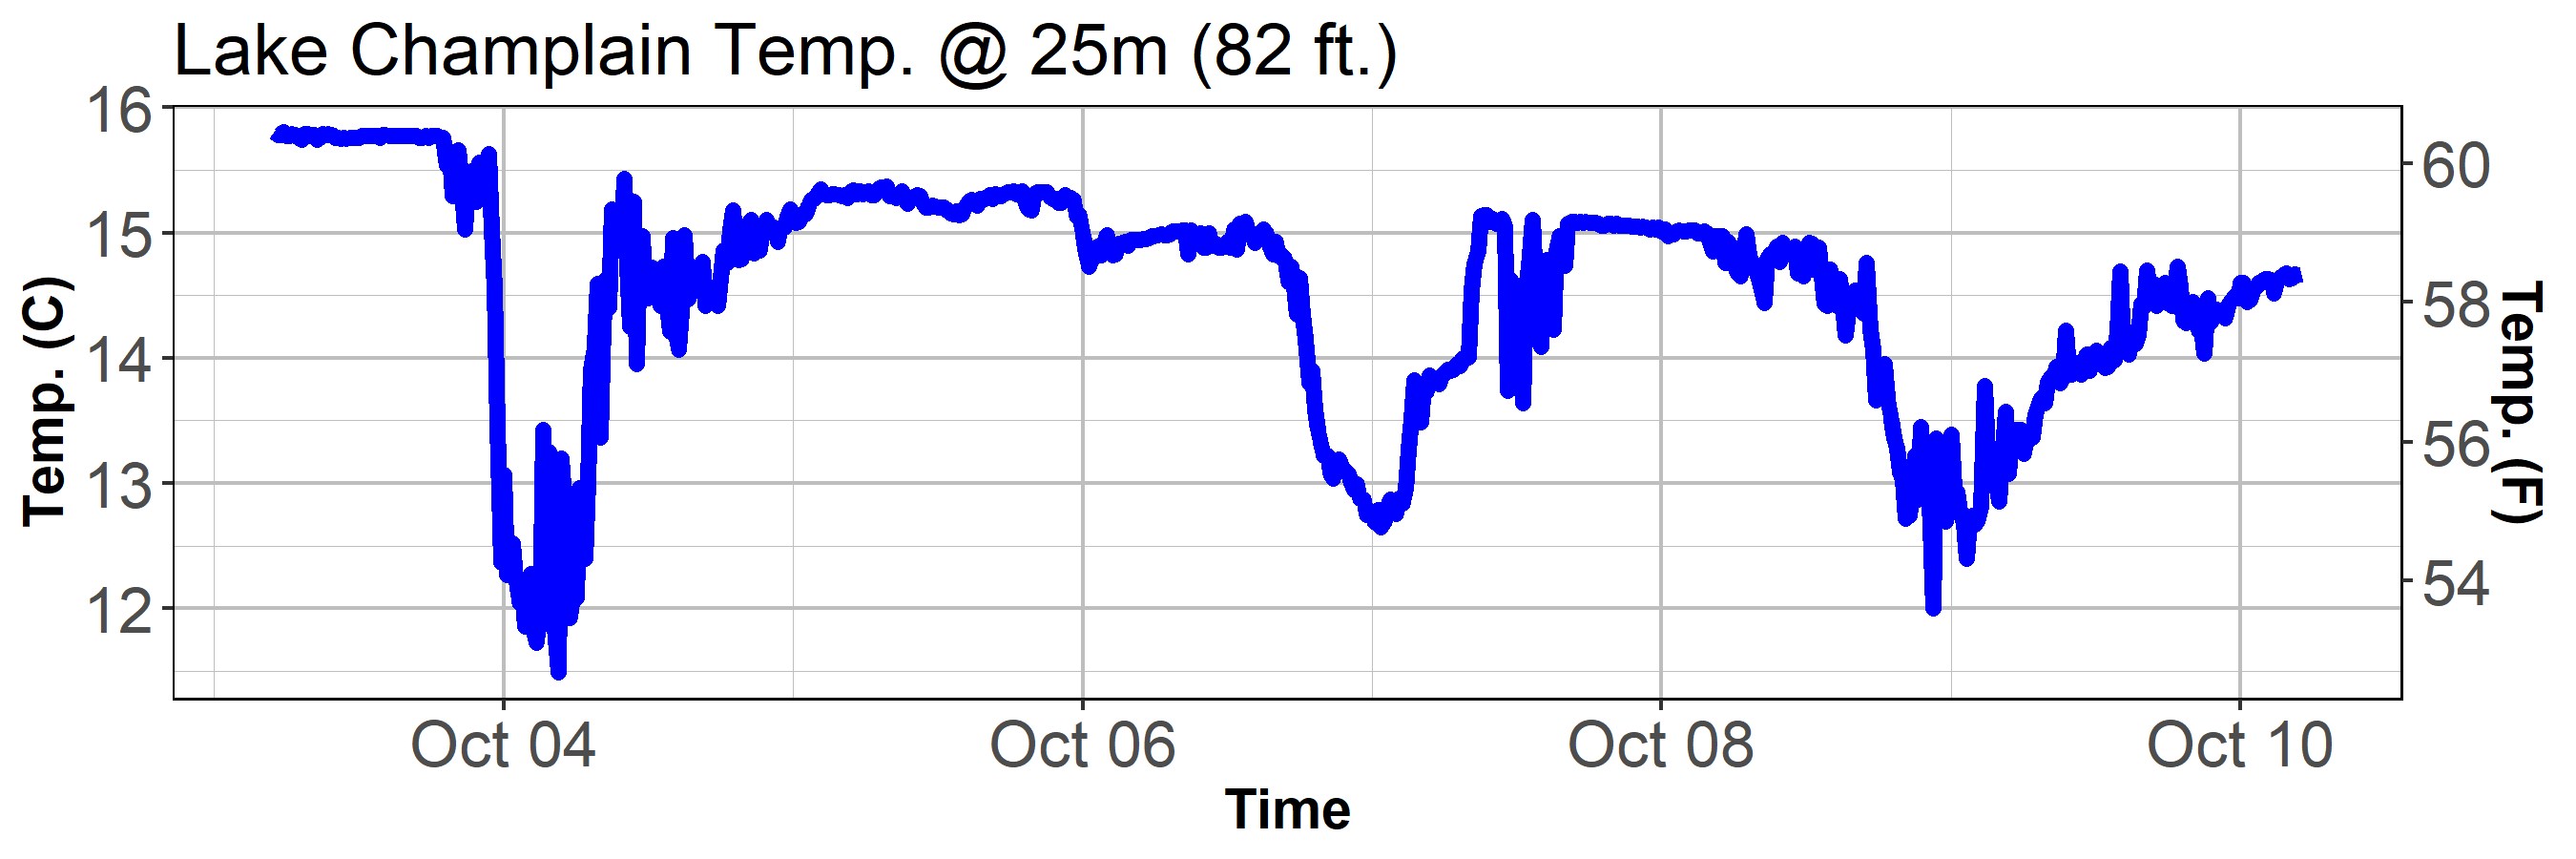 Lake Champlain Temp. @ 25m (82 ft.)
16
15
14
13
12
Temp. (C)
60
58
56
54
Temp. (F)
Oct 04 Oct 06 Oct 08 Oct 10
Time